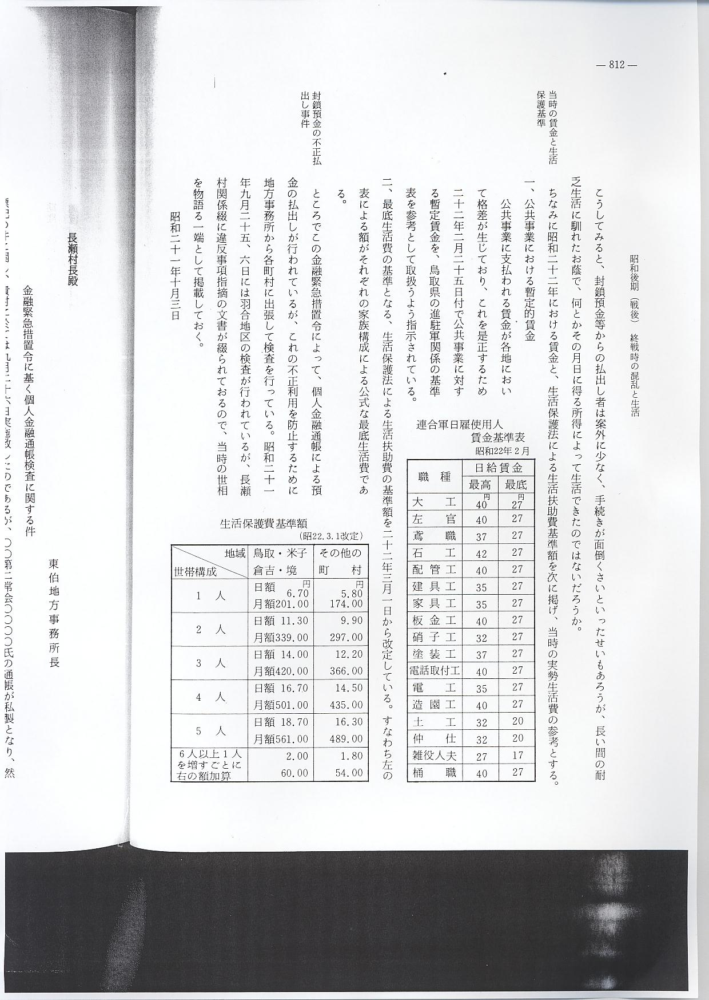 ― 812 ―
昭和後期（戦後）　終戦時の混乱と生活
こうしてみると、封鎖預金等からの払出し者は案外に少なく、手続きが面倒くさいといったせいもあろうが、長い間の耐
乏生活に馴れたお蔭で、何とかその月日に得る所得によって生活できたのではないだろうか。
当時の賃金と生活
保護基準
ちなみに昭和二十二年における賃金と、生活保護法による生活扶助費基準額を次に掲げ、当時の実勢生活費の参考とする。
一、公共事業における暫定的賃金
公共事業に支払われる賃金が各地におい
て格差が生じており、これを是正するため
二十二年二月二十五日付で公共事業に対す
る暫定賃金を、鳥取県の進駐軍関係の基準
表を参考として取扱うよう指示されている。
連合軍日雇使用人
賃金基準表
昭和22年2月
職種　日給賃金
最高　最底
大工　40円　27円
左官　40　27
鳶職　37　27
石工　42　27
配管工　40　27
建具工　35　27
家具工　35　27
板金工　40　27
硝子工　32　27
塗装工　37　27
電話取付工　40　27
電工　35　27
造園工　40　27
土工　32　20
仲仕　32　20
雑役人夫　27　17
桶職　40　27
二、最底生活費の基準となる、生活保護法による生活扶助費の基準額を二十二年三月一日から改定している。すなわち左の
表による額がそれぞれの家族構成による公式な最底生活費であ
る。
封鎖預金の不正払
出し事件
ところでこの金融緊急措置令によって、個人金融通帳による預
金の払出しが行われているが、これの不正利用を防止するために
地方事務所から各町村に出張して検査を行っている。昭和二十一
年九月二十五、六日には羽合地区の検査が行われているが、長瀬
村関係綴に違反事項指摘の文書が綴られておるので、当時の世相
を物語る一端として掲載しておく。
昭和二十一年十月三日
生活保護費基準額
（昭22.3.1改定）
地域　鳥取・米子　その他の
世帯構成　倉吉・境　町村
1人　日額　6.70円　5.80円
月額201.00　174.00
2人　日額　11.30　9.90
月額339.00　297.00
3人　日額　14.00　12.20
月額420.00　366.00
4人　日額　16.70　14.50
月額501.00　435.00
5人　日額　18.70　16.30
月額561.00　489.00
6人以上1人　2.00　1.80
を増すごとに
右の額加算　60.00　54.00
長瀬村長殿
東伯地方事務所長
金融緊急措置令に基く個人金融通帳検査に関する件
九月二十六日実施致したのであるが、〇〇第二常会〇〇〇〇氏の通帳が私製となり、然